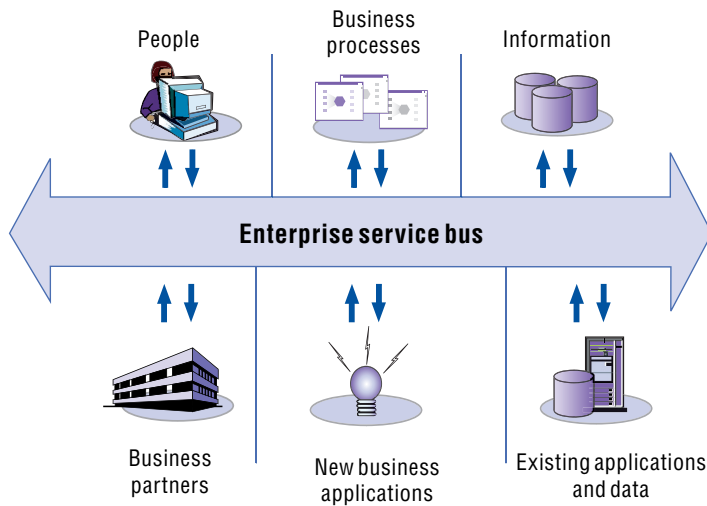 People
Business
processes
Information
Enterprise service bus
Business
partners
New business
applications
Existing applications
and data